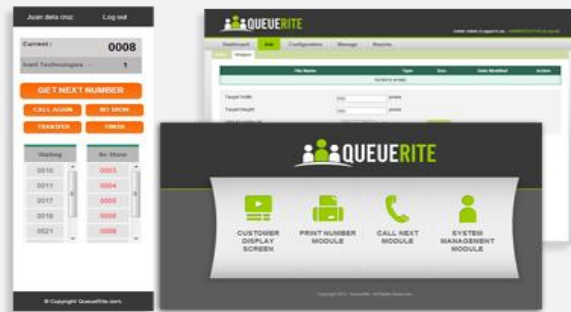 Juan dela cruz Log out
Current : 0008
Ivant Technologies - 1
GET NEXT NUMBER
CALL AGAIN NO SHOW
TRANSFER FINISH
Waiting No Show
0010 0003
0011 0004
0017 0005
0018 0006
0021 0008
© Copyright QueueRite.com.
QUEUERITE
Dashboard Ads Configuration Manage Reports
File Name Type Size Date Modified Action
Target Width pixels
Target Height pixels
QUEUERITE
CUSTOMER DISPLAY SCREEN
PRINT NUMBER MODULE
CALL NEXT MODULE
SYSTEM MANAGEMENT MODULE